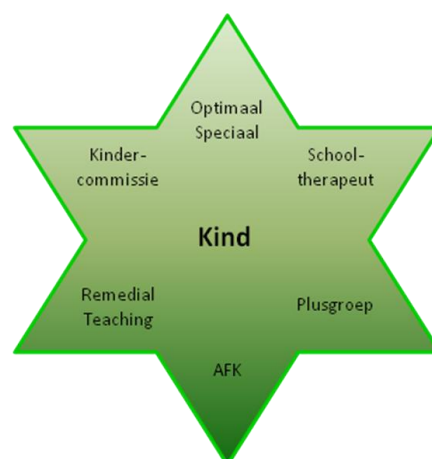 Optimaal
Speciaal
Kinder-
commissie
School-
therapeut
Kind
Remedial
Teaching
Plusgroep
AFK